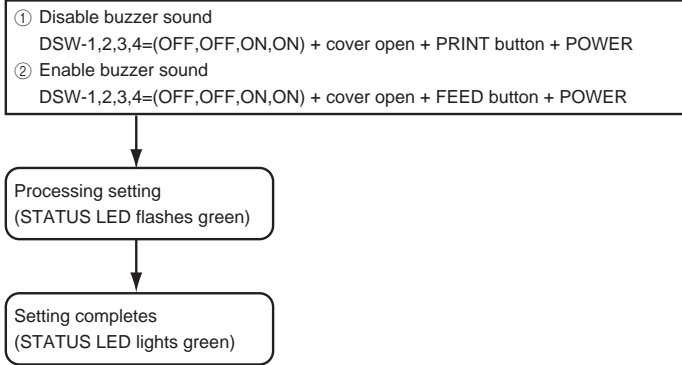 ① Disable buzzer sound
DSW-1,2,3,4=(OFF,OFF,ON,ON) + cover open + PRINT button + POWER
② Enable buzzer sound
DSW-1,2,3,4=(OFF,OFF,ON,ON) + cover open + FEED button + POWER
Processing setting
(STATUS LED flashes green)
Setting completes
(STATUS LED lights green)